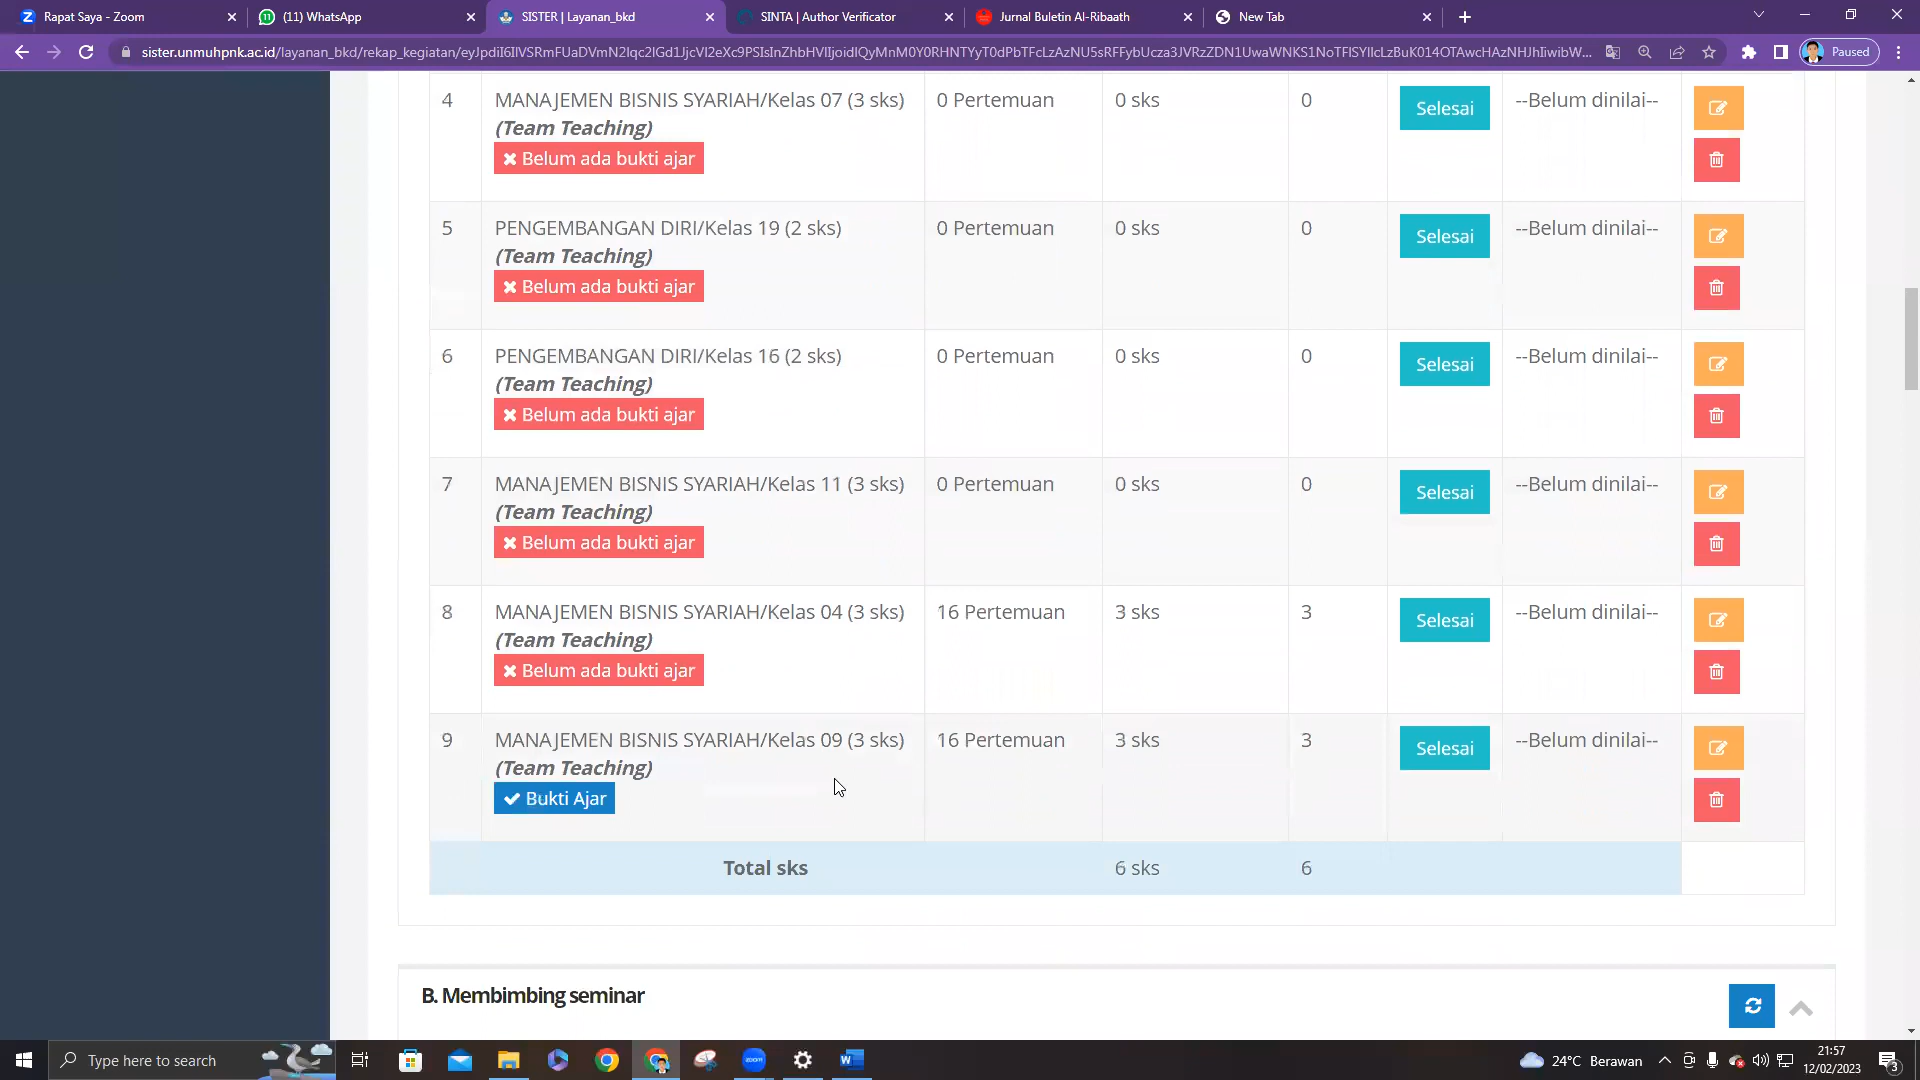 Rapat Saya - Zoom
(11) WhatsApp
SISTER | Layanan_bkd
SINTA | Author Verificator
Jurnal Buletin Al-Ribaath
New Tab
Paused
4 MANAJEMEN BISNIS SYARIAH/Kelas 07 (3 sks) 0 Pertemuan 0 sks 0 Selesai --Belum dinilai--
(Team Teaching)
Belum ada bukti ajar
5 PENGEMBANGAN DIRI/Kelas 19 (2 sks) 0 Pertemuan 0 sks 0 Selesai --Belum dinilai--
(Team Teaching)
Belum ada bukti ajar
6 PENGEMBANGAN DIRI/Kelas 16 (2 sks) 0 Pertemuan 0 sks 0 Selesai --Belum dinilai--
(Team Teaching)
Belum ada bukti ajar
7 MANAJEMEN BISNIS SYARIAH/Kelas 11 (3 sks) 0 Pertemuan 0 sks 0 Selesai --Belum dinilai--
(Team Teaching)
Belum ada bukti ajar
8 MANAJEMEN BISNIS SYARIAH/Kelas 04 (3 sks) 16 Pertemuan 3 sks 3 Selesai --Belum dinilai--
(Team Teaching)
Belum ada bukti ajar
9 MANAJEMEN BISNIS SYARIAH/Kelas 09 (3 sks) 16 Pertemuan 3 sks 3 Selesai --Belum dinilai--
(Team Teaching)
Bukti Ajar
Total sks 6 sks 6
B. Membimbing seminar
Type here to search
24°C Berawan
21:57
12/02/2023
3